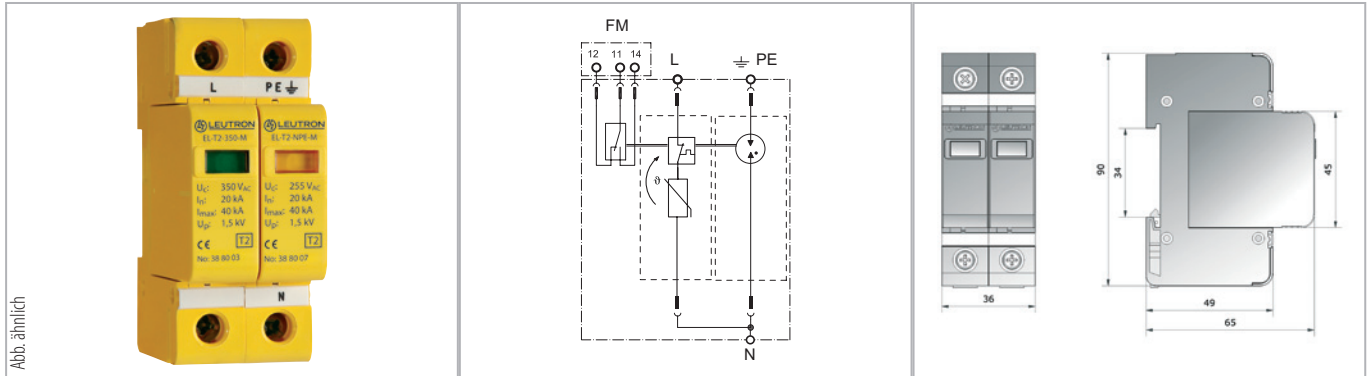 Abb. ähnlich
L
PE
LEUTRON
EL-T2-350-M
Uc: 350 VAC
In: 20 kA
Imax: 40 kA
Up: 1,5 kV
CE T2
No: 38 80 03
LEUTRON
EL-T2-NPE-M
Uc: 255 VAC
In: 20 kA
Imax: 40 kA
Up: 1,5 kV
CE T2
No: 38 80 07
N
FM
12 11 14
L
PE
ϑ
N
LEUTRON
LEUTRON
36
90
34
45
49
65